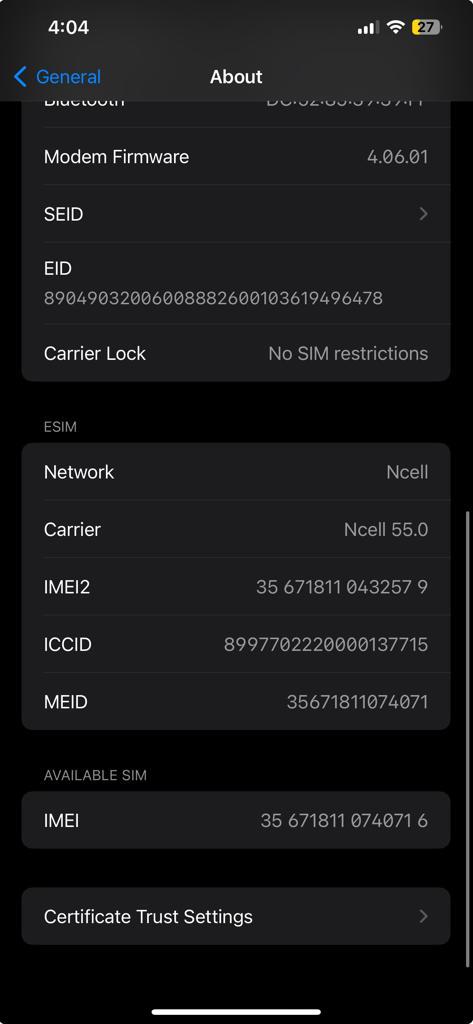 4:04
27
General
About
Bluetooth
Modem Firmware
4.06.01
SEID
EID
89049032006008882600103619496478
Carrier Lock
No SIM restrictions
ESIM
Network
Ncell
Carrier
Ncell 55.0
IMEI2
35 671811 043257 9
ICCID
8997702220000137715
MEID
35671811074071
AVAILABLE SIM
IMEI
35 671811 074071 6
Certificate Trust Settings